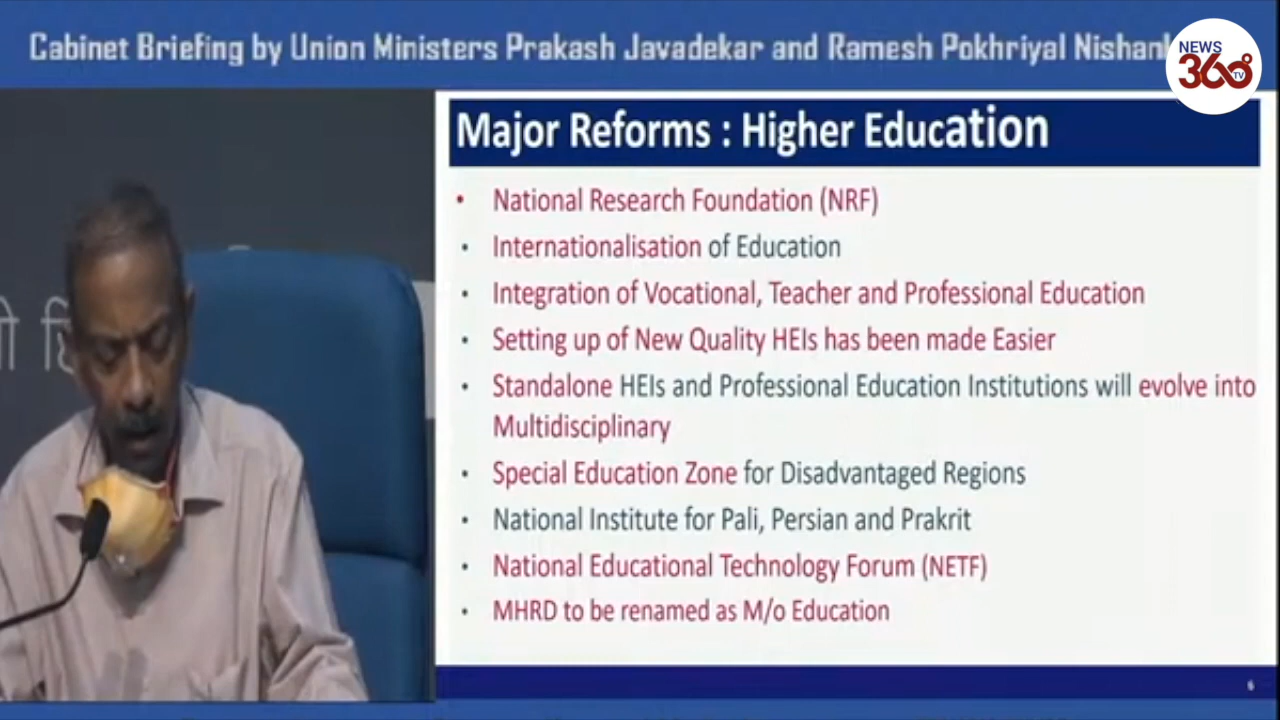 Cabinet Briefing by Union Ministers Prakash Javadekar and Ramesh Pokhriyal Nishank
NEWS
360
TV
Major Reforms : Higher Education
• National Research Foundation (NRF)
• Internationalisation of Education
• Integration of Vocational, Teacher and Professional Education
• Setting up of New Quality HEIs has been made Easier
• Standalone HEIs and Professional Education Institutions will evolve into
Multidisciplinary
• Special Education Zone for Disadvantaged Regions
• National Institute for Pali, Persian and Prakrit
• National Educational Technology Forum (NETF)
• MHRD to be renamed as M/o Education
6